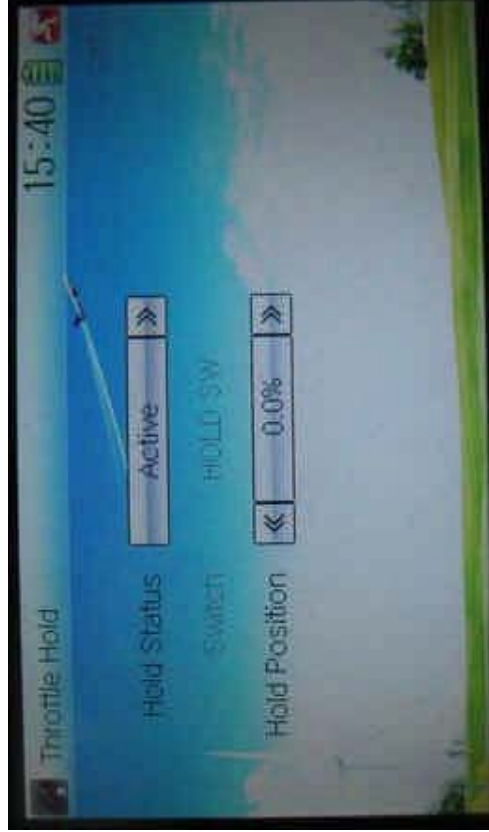 Throttle Hold 15:40
Hold Status Active
Switch HOLD SW
Hold Position 0.0%